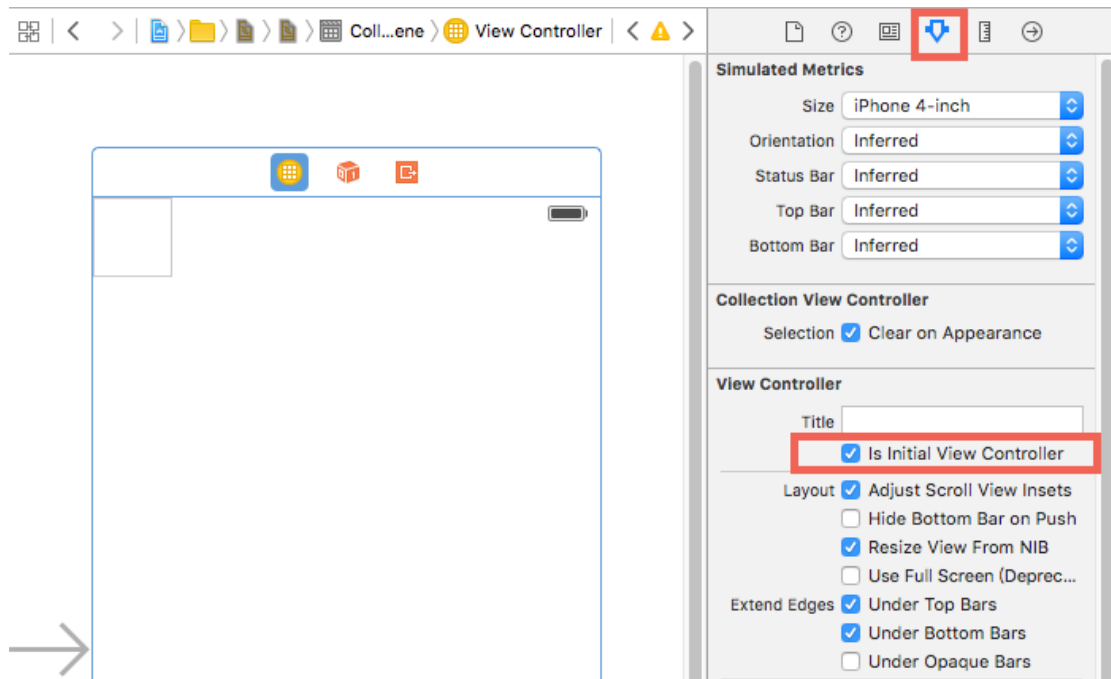 Coll...ene
View Controller
Simulated Metrics
Size iPhone 4-inch
Orientation Inferred
Status Bar Inferred
Top Bar Inferred
Bottom Bar Inferred
Collection View Controller
Selection Clear on Appearance
View Controller
Title
Is Initial View Controller
Layout Adjust Scroll View Insets
Hide Bottom Bar on Push
Resize View From NIB
Use Full Screen (Deprec...
Extend Edges Under Top Bars
Under Bottom Bars
Under Opaque Bars